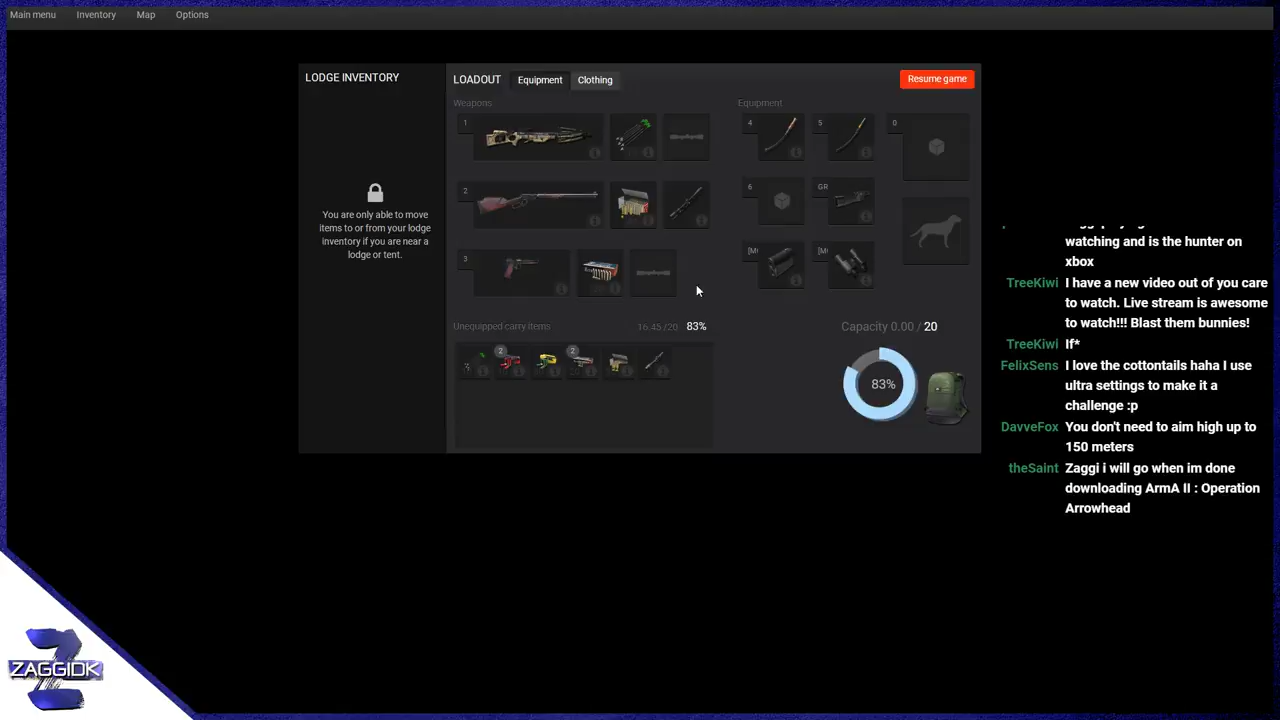 Main menu Inventory Map Options
LODGE INVENTORY
LOADOUT Equipment Clothing Resume game
Weapons Equipment
1 4 5 0
2 6 GR
You are only able to move
items to or from your lodge
inventory if you are near a
lodge or tent.
3 [M [M
Unequipped carry items 16.45 /20 83% Capacity 0.00 / 20
2 2
83%
watching and is the hunter on
xbox
TreeKiwi I have a new video out of you care
to watch. Live stream is awesome
to watch!!! Blast them bunnies!
TreeKiwi If*
FelixSens I love the cottontails haha I use
ultra settings to make it a
challenge :p
DavveFox You don't need to aim high up to
150 meters
theSaint Zaggi i will go when im done
downloading ArmA II : Operation
Arrowhead
ZAGGIDK